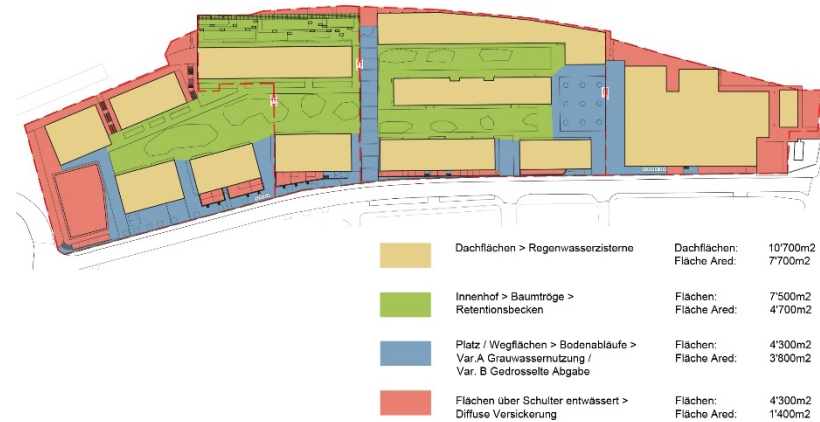 Dachflächen > Regenwasserzisterne
Dachflächen: 10'700m2
Fläche Ared: 7'700m2
Innenhof > Baumtröge >
Retentionsbecken
Flächen: 7'500m2
Fläche Ared: 4'700m2
Platz / Wegflächen > Bodenabläufe >
Var.A Grauwassernutzung /
Var. B Gedrosselte Abgabe
Flächen: 4'300m2
Fläche Ared: 3'800m2
Flächen über Schulter entwässert >
Diffuse Versickerung
Flächen: 4'300m2
Fläche Ared: 1'400m2